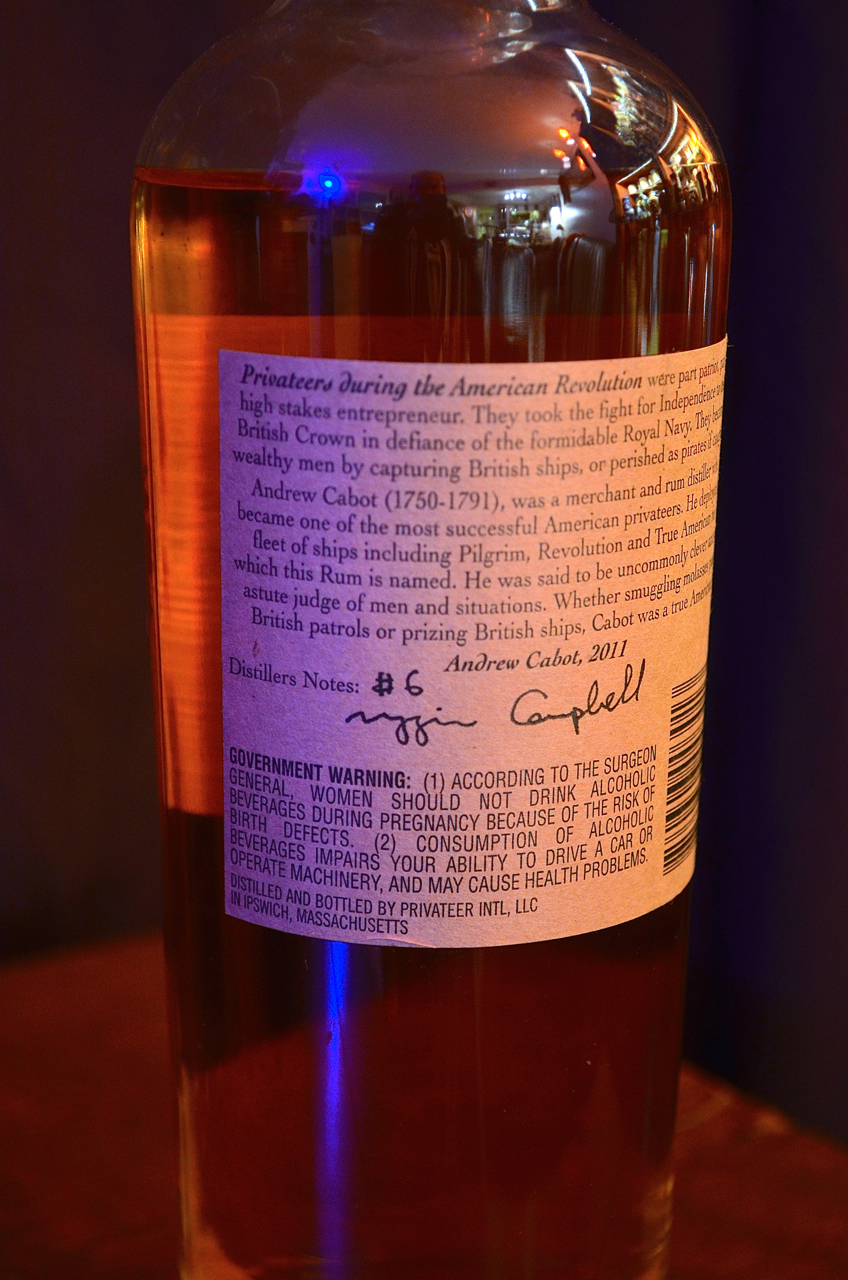 Privateers during the American Revolution were part patriot,
high stakes entrepreneur. They took the fight for Independence
British Crown in defiance of the formidable Royal Navy. They
wealthy men by capturing British ships, or perished as pirates
Andrew Cabot (1750-1791), was a merchant and rum distiller
became one of the most successful American privateers. He
fleet of ships including Pilgrim, Revolution and True American
which this Rum is named. He was said to be uncommonly clever
astute judge of men and situations. Whether smuggling molasses
British patrols or prizing British ships, Cabot was a true
Andrew Cabot, 2011
Distillers Notes: #6
Campbell
GOVERNMENT WARNING: (1) ACCORDING TO THE SURGEON
GENERAL, WOMEN SHOULD NOT DRINK ALCOHOLIC
BEVERAGES DURING PREGNANCY BECAUSE OF THE RISK OF
BIRTH DEFECTS. (2) CONSUMPTION OF ALCOHOLIC
BEVERAGES IMPAIRS YOUR ABILITY TO DRIVE A CAR OR
OPERATE MACHINERY, AND MAY CAUSE HEALTH PROBLEMS.
DISTILLED AND BOTTLED BY PRIVATEER INTL, LLC
IN IPSWICH, MASSACHUSETTS